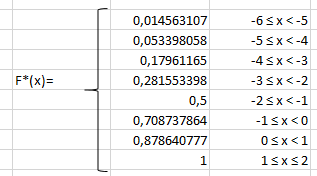 0,014563107 -6 ≤ x < -5
0,053398058 -5 ≤ x < -4
0,17961165 -4 ≤ x < -3
F*(x)= 0,281553398 -3 ≤ x < -2
0,5 -2 ≤ x < -1
0,708737864 -1 ≤ x < 0
0,878640777 0 ≤ x < 1
1 1 ≤ x ≤ 2